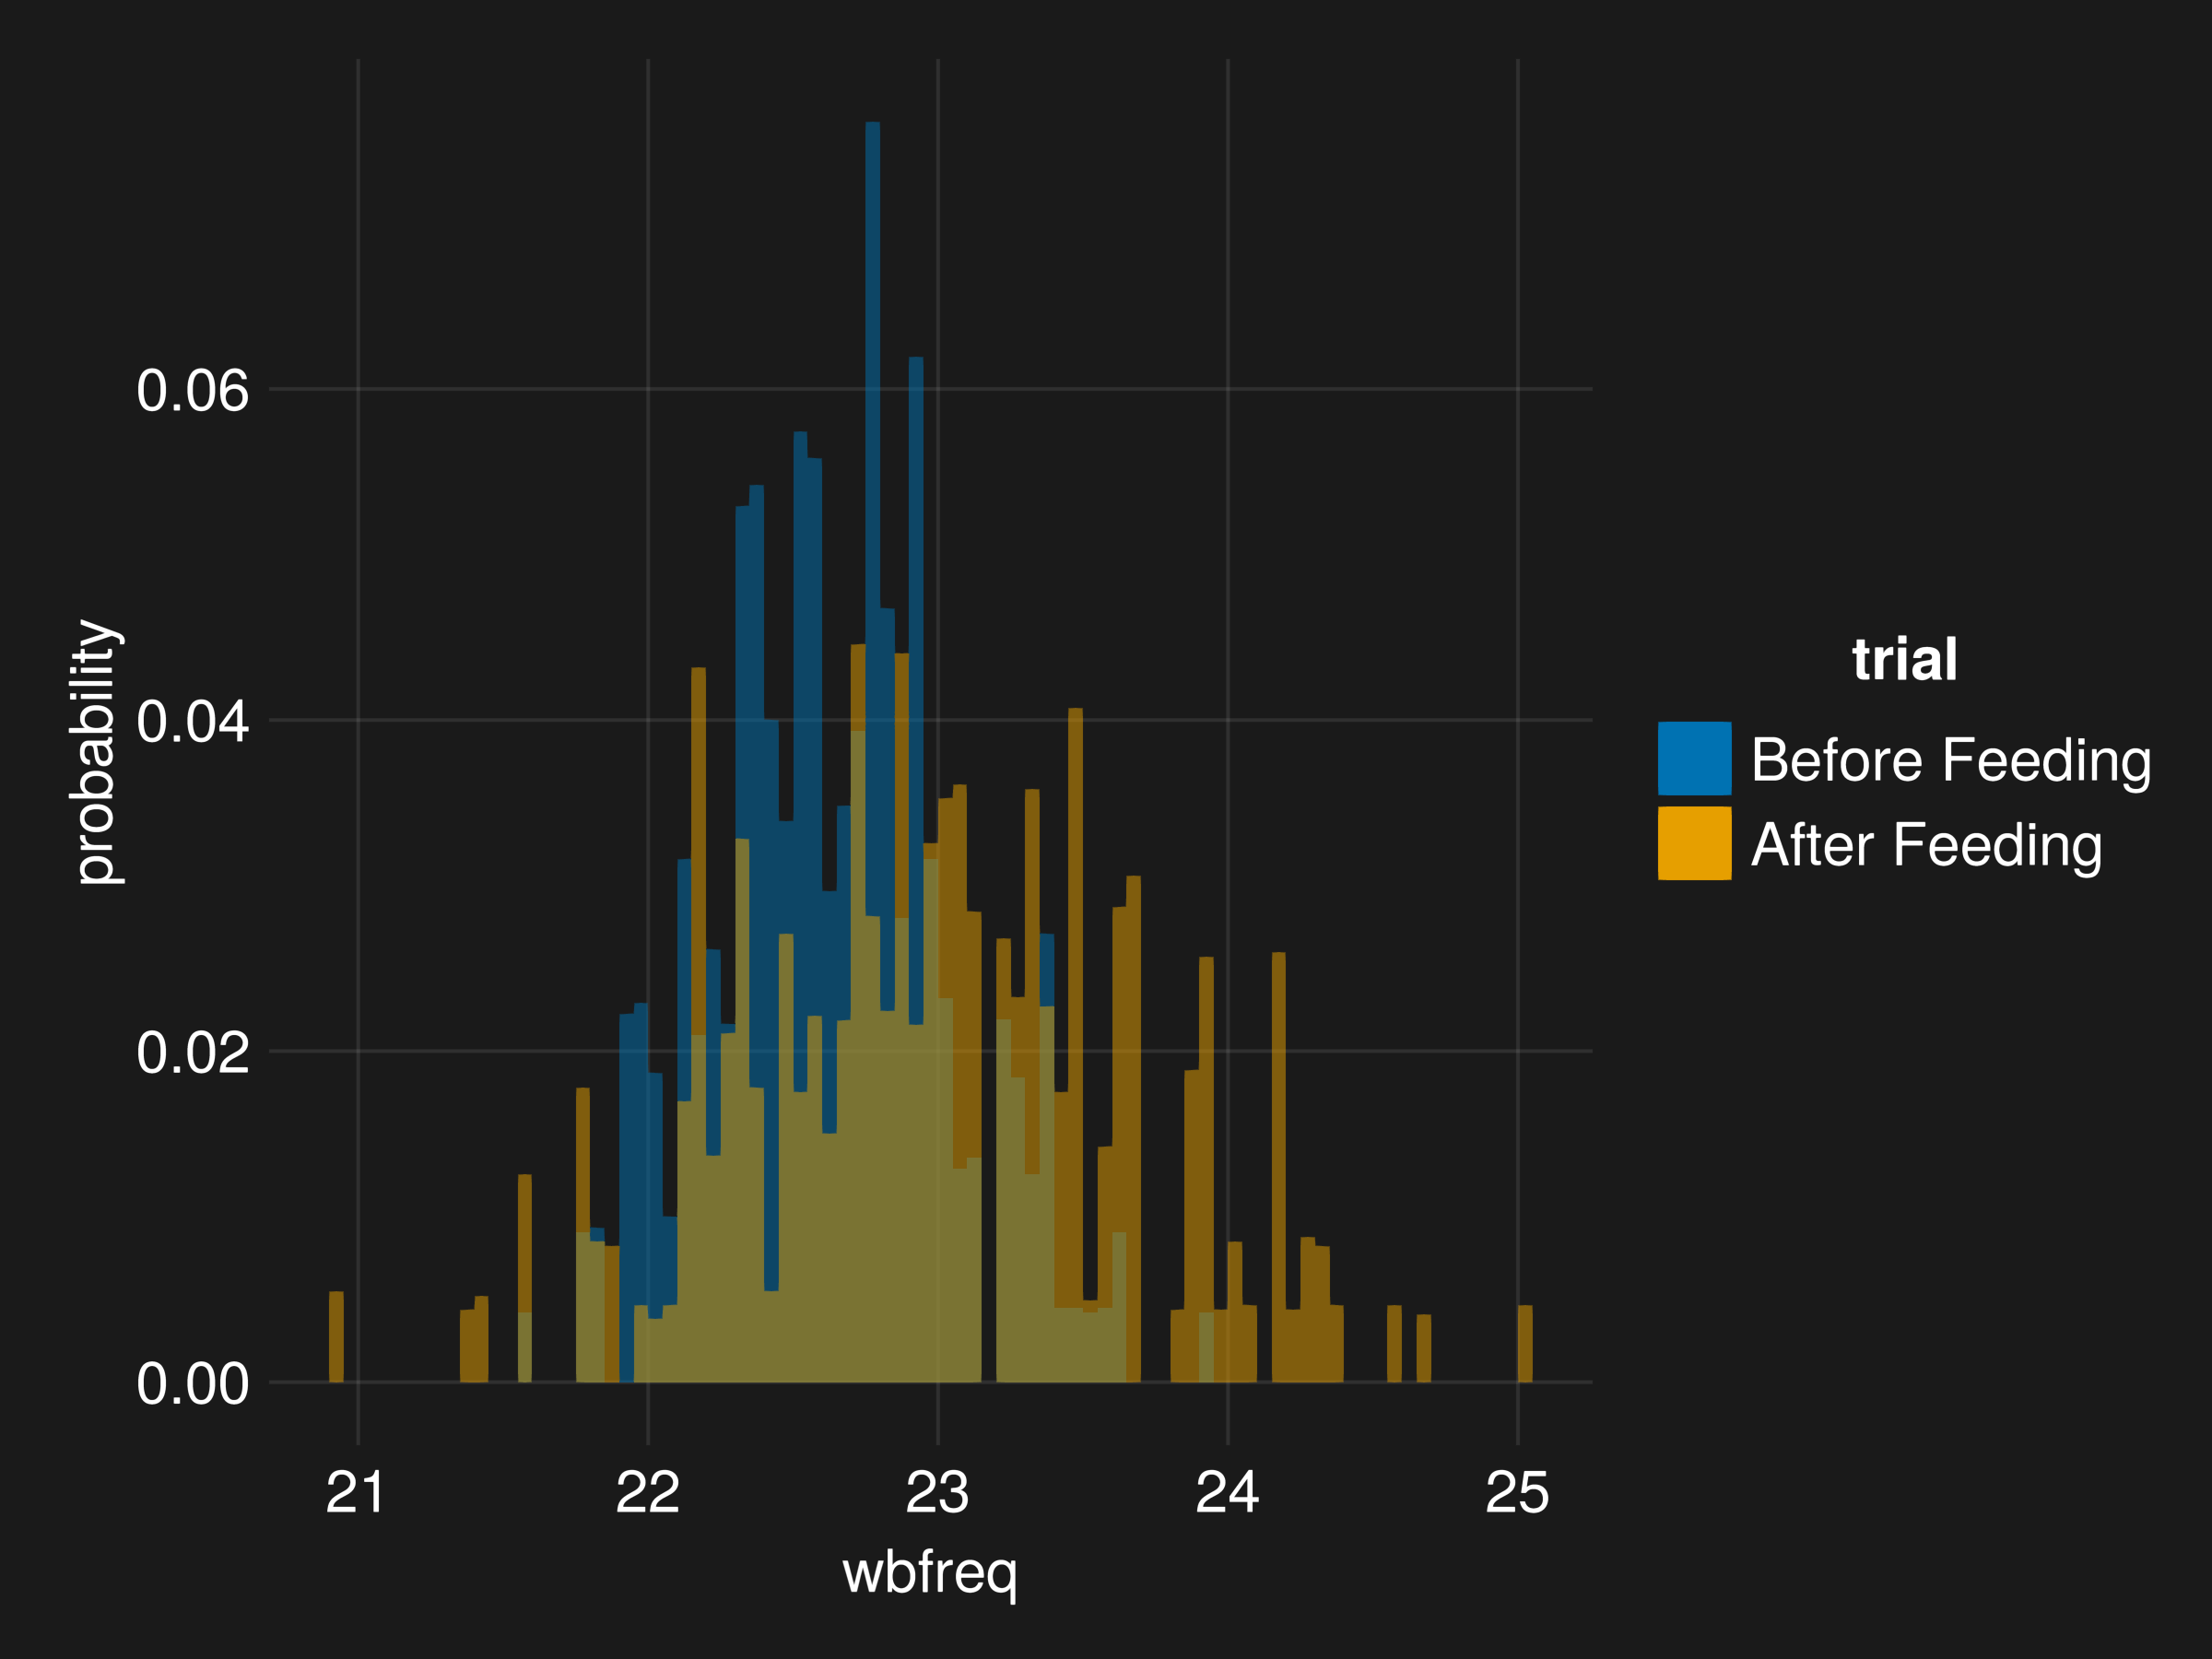 0.06
0.04
0.02
0.00
probability
21 22 23 24 25
wbfreq
trial
Before Feeding
After Feeding